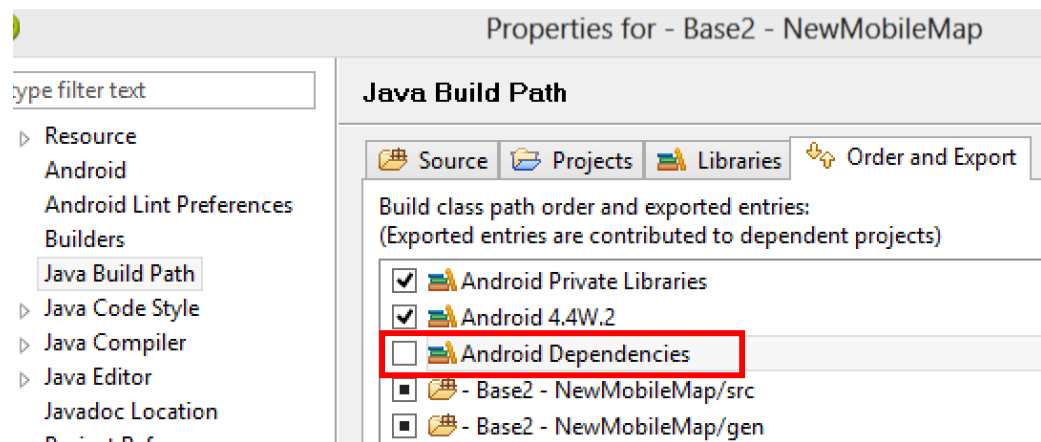 Properties for - Base2 - NewMobileMap
type filter text
Resource
Android
Android Lint Preferences
Builders
Java Build Path
Java Code Style
Java Compiler
Java Editor
Javadoc Location
Java Build Path
Source
Projects
Libraries
Order and Export
Build class path order and exported entries:
(Exported entries are contributed to dependent projects)
Android Private Libraries
Android 4.4W.2
Android Dependencies
- Base2 - NewMobileMap/src
- Base2 - NewMobileMap/gen